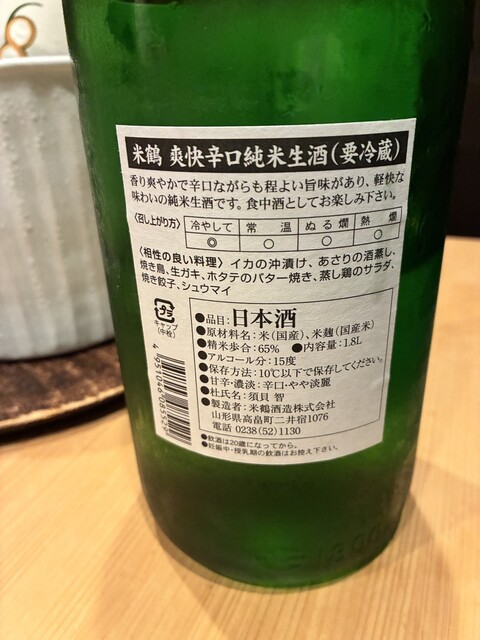 米鶴 爽快辛口純米生酒(要冷蔵)
香り爽やかで辛口ながらも程よい旨味があり、軽快な
味わいの純米生酒です。食中酒としてお楽しみ下さい。
〈召し上がり方〉 冷やして 常温 ぬる燗 熱燗
◎ ○ ○ ○
〈相性の良い料理〉 イカの沖漬け、あさりの酒蒸し、
焼き鳥、生ガキ、ホタテのバター焼き、蒸し鶏のサラダ、
焼き餃子、シュウマイ
●品目:日本酒
●原材料名:米(国産)、米麹(国産米)
●精米歩合:65% ●内容量:1.8L
●アルコール分:15度
●保存方法:10℃以下で保存してください。
●甘辛・濃淡:辛口・やや淡麗
●杜氏名:須貝 智
●製造者:米鶴酒造株式会社
山形県高畠町二井宿1076
電話 0238(52)1130
プラ
キャップ
(中栓)
●飲酒は20歳になってから。
●妊娠中・授乳期の飲酒はお控え下さい。